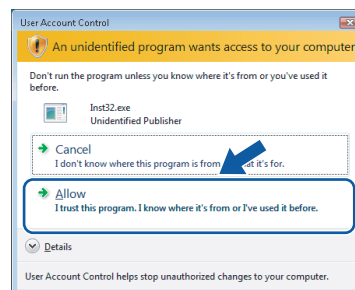 User Account Control
An unidentified program wants access to your computer
Don't run the program unless you know where it's from or you've used it
before.
Inst32.exe
Unidentified Publisher
Cancel
I don't know where this program is from at it's for.
Allow
I trust this program. I know where it's from or I've used it before.
Details
User Account Control helps stop unauthorized changes to your computer.